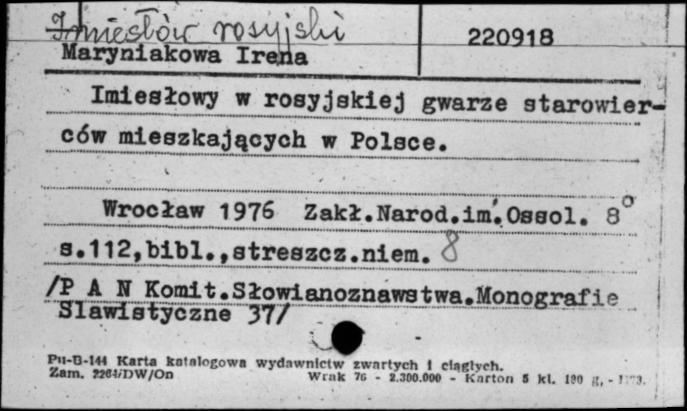 Imiesłów rosyjski
220918
Maryniakowa Irena
Imiesłowy w rosyjskiej gwarze starowier-
ców mieszkających w Polsce.
Wrocław 1976 Zakł.Narod.im.Ossol. 8°
s.112,bibl.,streszcz.niem. 8
/P A N Komit.Słowianoznawstwa.Monografie
Slawistyczne 37/
Pu-B-144 Karta katalogowa wydawnictw zwartych i ciągłych.
Zam. 2264/DW/On Wrak 76 - 2.300.000 - Karton 5 kl. 190 g,